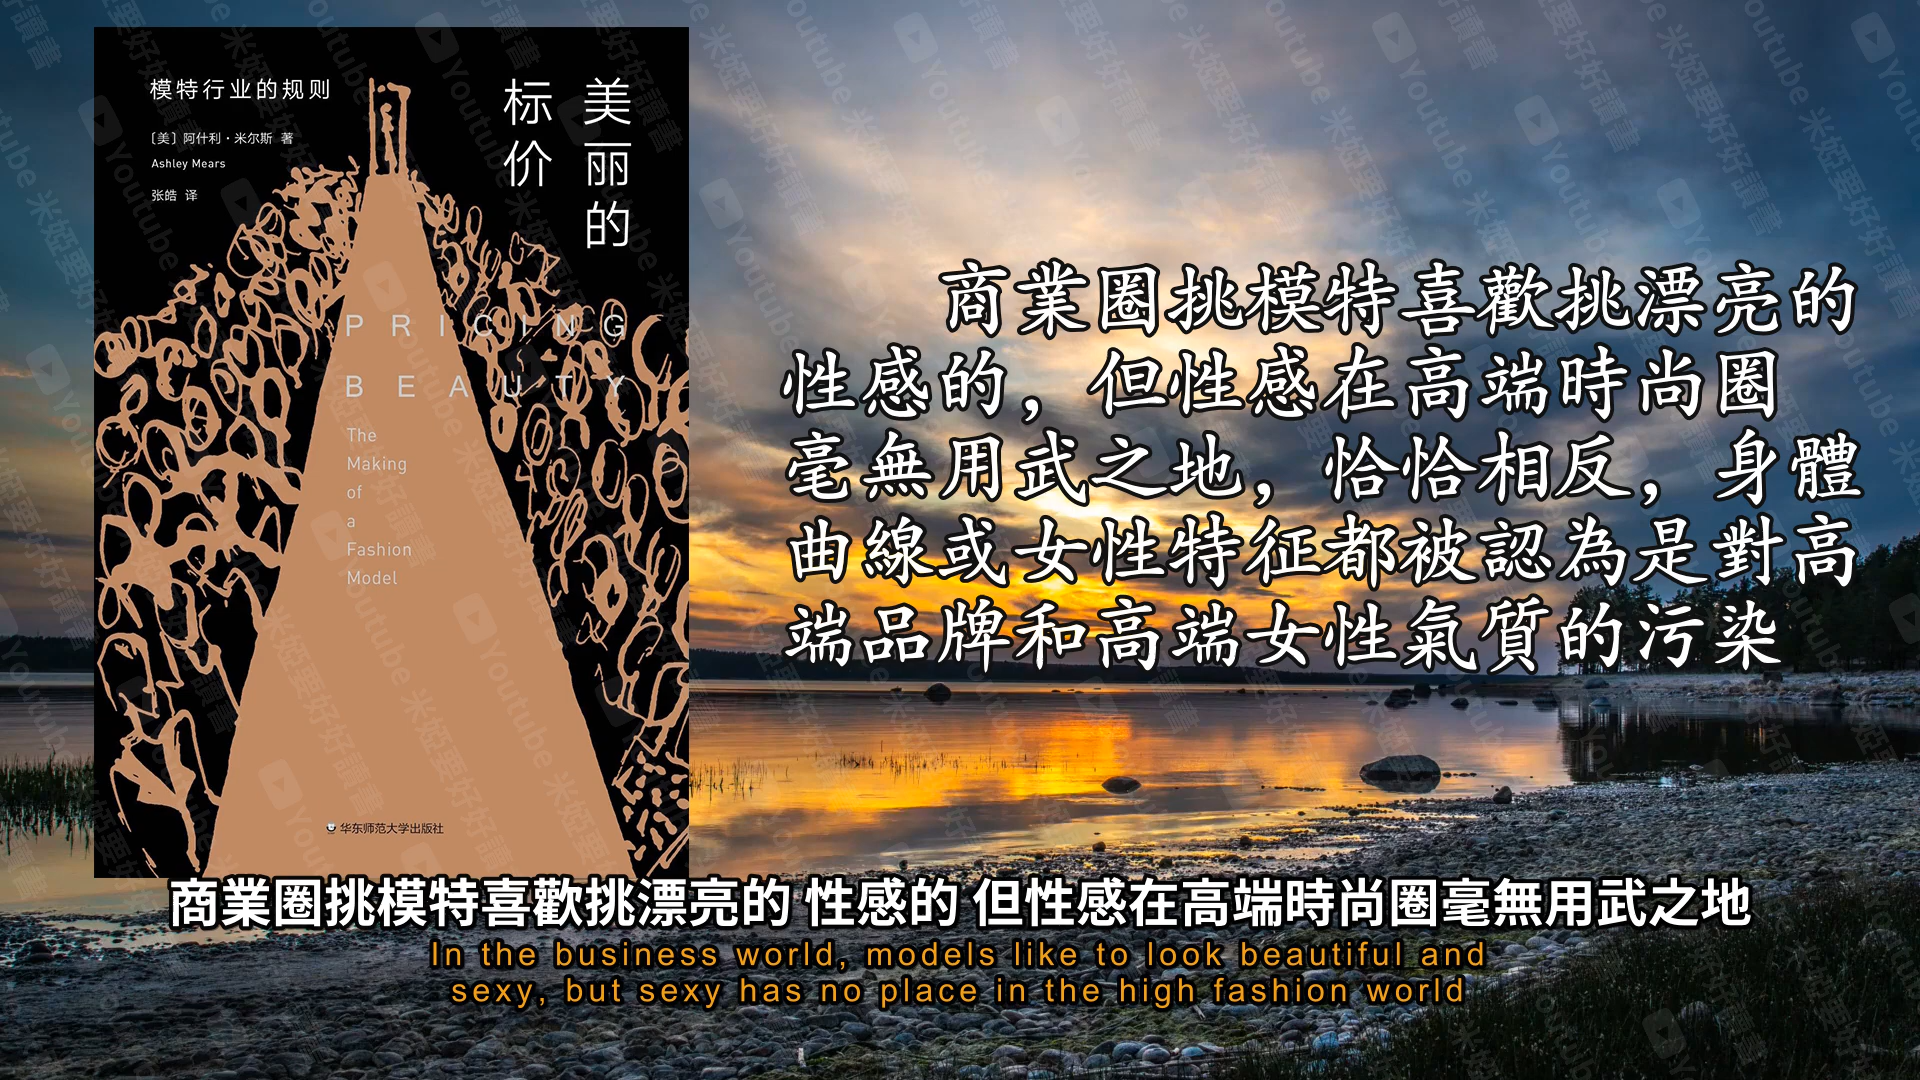 模特行业的规则
〔美〕阿什利·米尔斯 著
Ashley Mears
张皓 译
美丽的
标价
PRICING
BEAUTY
The
Making
of
a
Fashion
Model
华东师范大学出版社
商業圈挑模特喜歡挑漂亮的
性感的，但性感在高端時尚圈
毫無用武之地，恰恰相反，身體
曲線或女性特征都被認為是對高
端品牌和高端女性氣質的污染
商業圈挑模特喜歡挑漂亮的 性感的 但性感在高端時尚圈毫無用武之地
In the business world, models like to look beautiful and
sexy, but sexy has no place in the high fashion world
Youtube 米婭要好好讀書